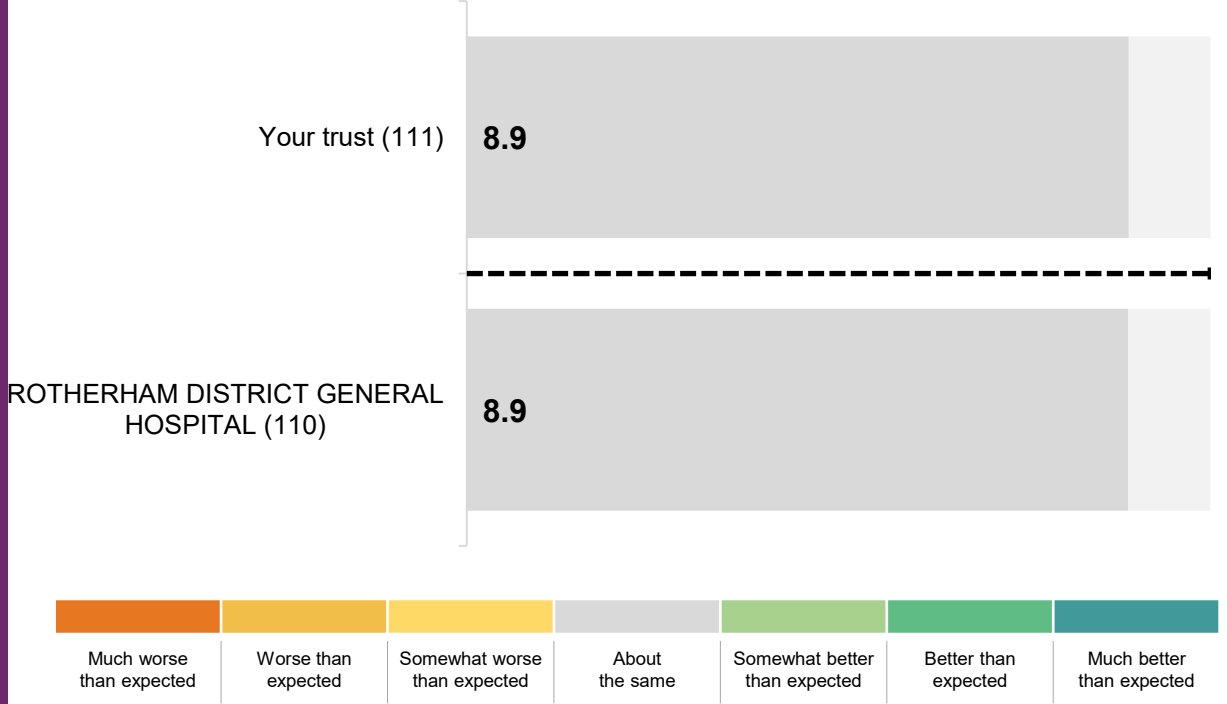 Your trust (111)
8.9
ROTHERHAM DISTRICT GENERAL
HOSPITAL (110)
8.9
Much worse
than expected
Worse than
expected
Somewhat worse
than expected
About
the same
Somewhat better
than expected
Better than
expected
Much better
than expected